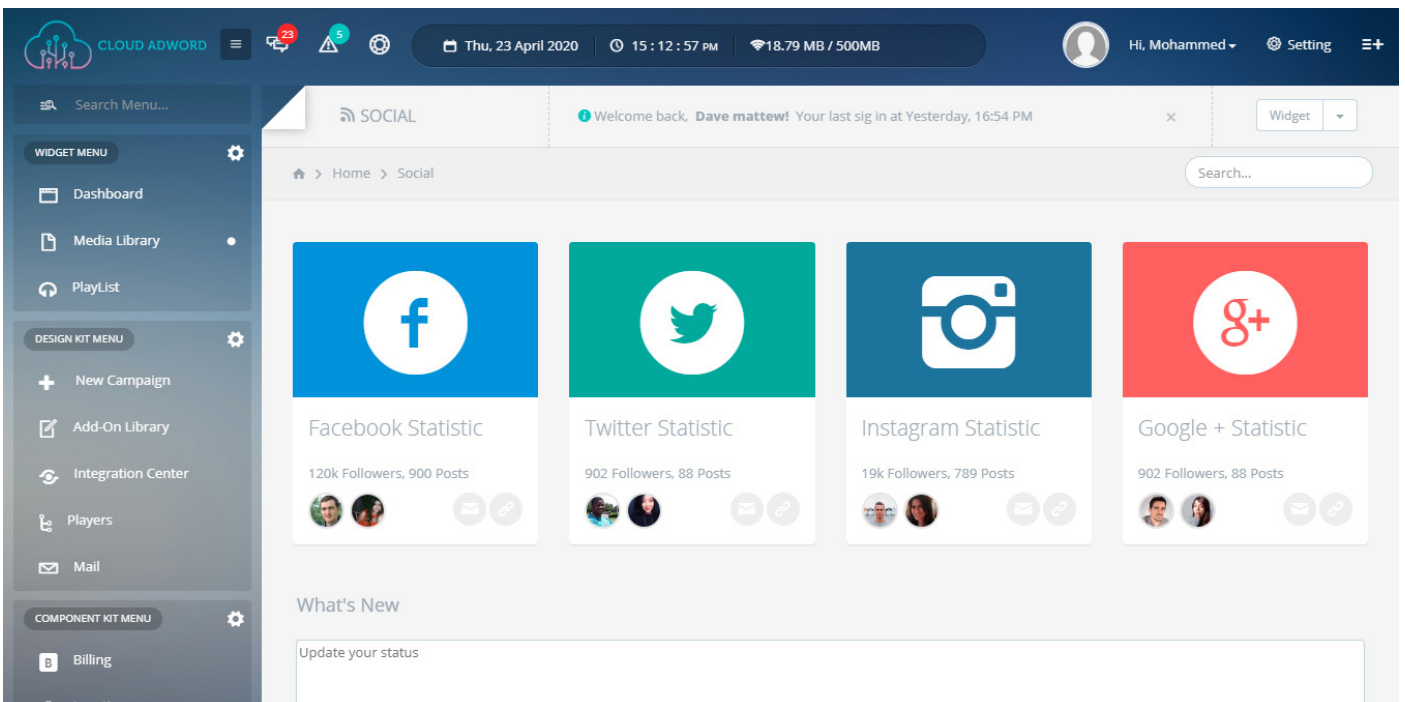 CLOUD ADWORD
23
5
Thu, 23 April 2020
15 : 12 : 57 PM
18.79 MB / 500MB
Hi, Mohammed
Setting
Search Menu...
SOCIAL
Welcome back, Dave mattew! Your last sig in at Yesterday, 16:54 PM
×
Widget
WIDGET MENU
Home > Social
Search...
Dashboard
Media Library
PlayList
DESIGN KIT MENU
New Campaign
Add-On Library
Integration Center
Players
Mail
COMPONENT KIT MENU
B Billing
f
g+
Facebook Statistic
120k Followers, 900 Posts
Twitter Statistic
902 Followers, 88 Posts
Instagram Statistic
19k Followers, 789 Posts
Google + Statistic
902 Followers, 88 Posts
What's New
Update your status